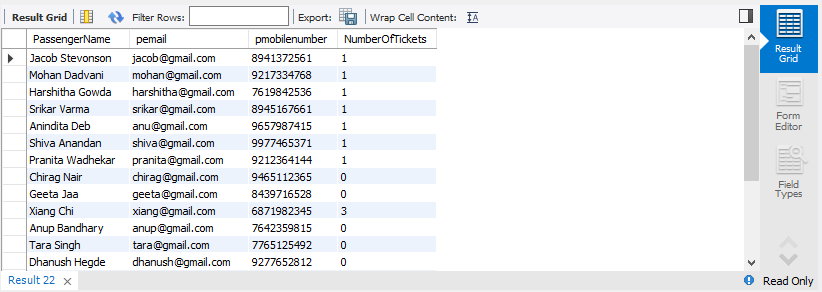 Result Grid Filter Rows: Export: Wrap Cell Content: IA
PassengerName pemail pmobilenumber NumberOfTickets
Jacob Stevonson jacob@gmail.com 8941372561 1
Mohan Dadvani mohan@gmail.com 9217334768 1
Harshitha Gowda harshitha@gmail.com 7619842536 1
Srikar Varma srikar@gmail.com 8945167661 1
Anindita Deb anu@gmail.com 9657987415 1
Shiva Anandan shiva@gmail.com 9977465371 1
Pranita Wadhekar pranita@gmail.com 9212364144 1
Chirag Nair chirag@gmail.com 9465112365 0
Geeta Jaa geeta@gmail.com 8439716528 0
Xiang Chi xiang@gmail.com 6871982345 3
Anup Bandhary anup@gmail.com 7642359815 0
Tara Singh tara@gmail.com 7765125492 0
Dhanush Hegde dhanush@gmail.com 9277652812 0
Result
Grid
Form
Editor
Field
Types
Result 22 Read Only